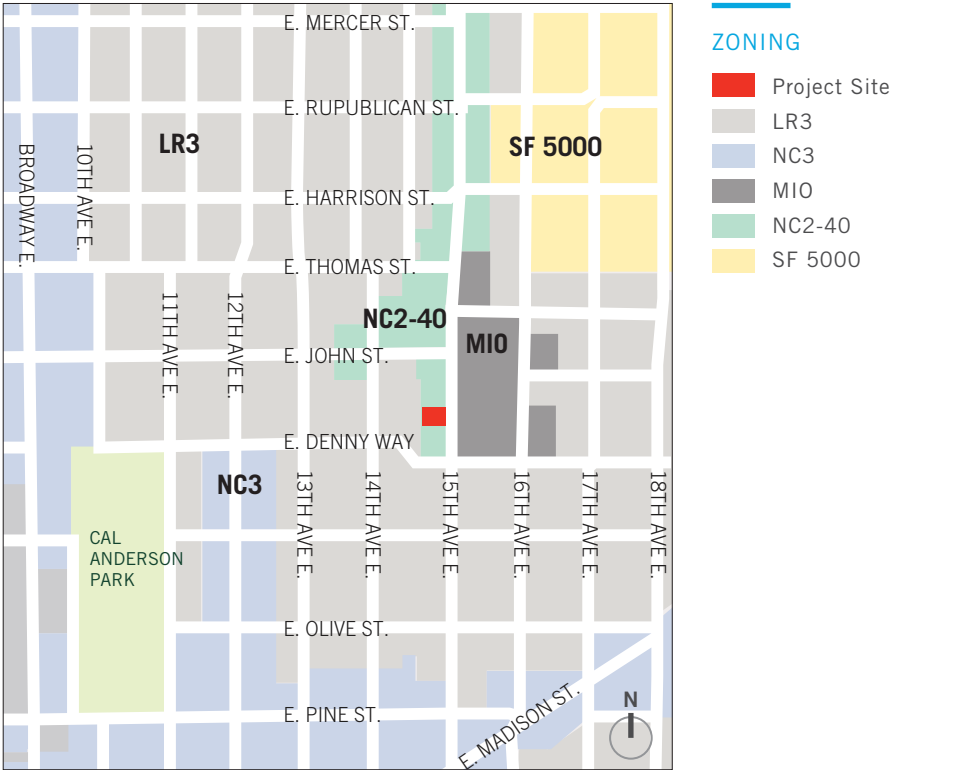 E. MERCER ST.
E. RUPUBLICAN ST.
LR3
SF 5000
BROADWAY E.
10TH AVE E.
E. HARRISON ST.
E. THOMAS ST.
11TH AVE E.
12TH AVE E.
NC2-40
MIO
E. JOHN ST.
E. DENNY WAY
NC3
13TH AVE E.
14TH AVE E.
15TH AVE E.
16TH AVE E.
17TH AVE E.
18TH AVE E.
CAL
ANDERSON
PARK
E. OLIVE ST.
E. PINE ST.
E. MADISON ST.
N
ZONING
Project Site
LR3
NC3
MIO
NC2-40
SF 5000